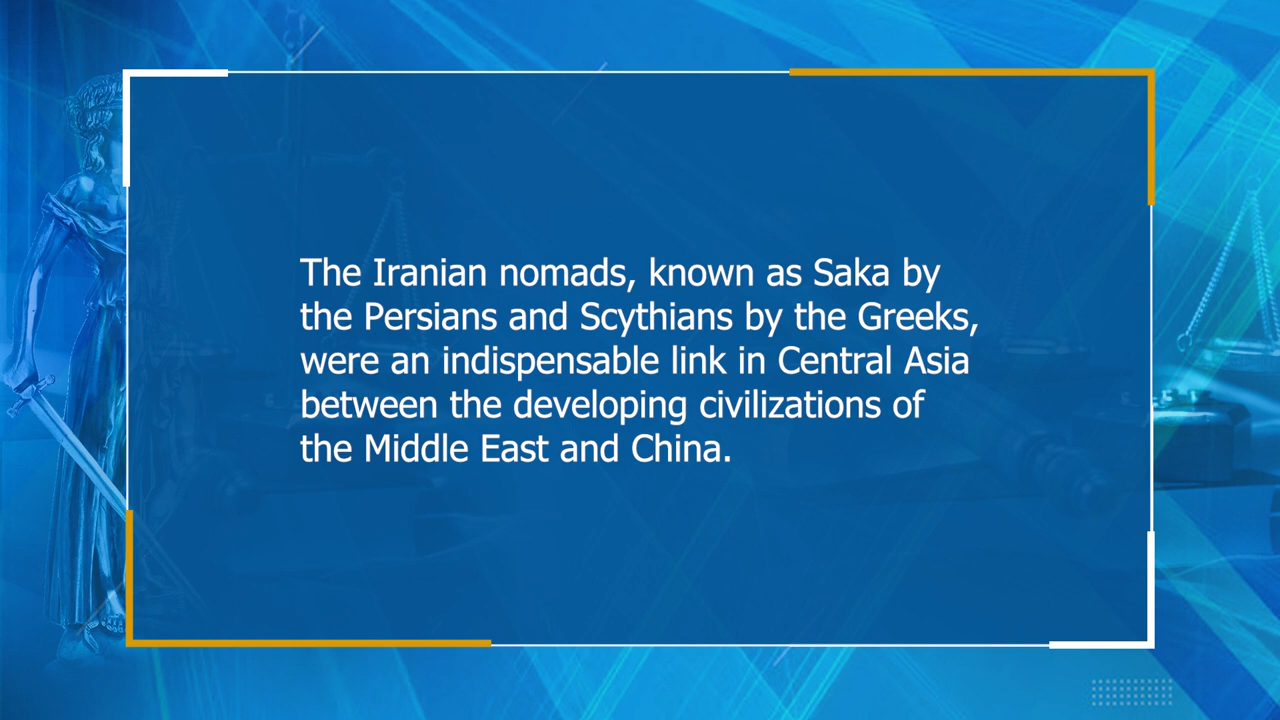 The Iranian nomads, known as Saka by
the Persians and Scythians by the Greeks,
were an indispensable link in Central Asia
between the developing civilizations of
the Middle East and China.